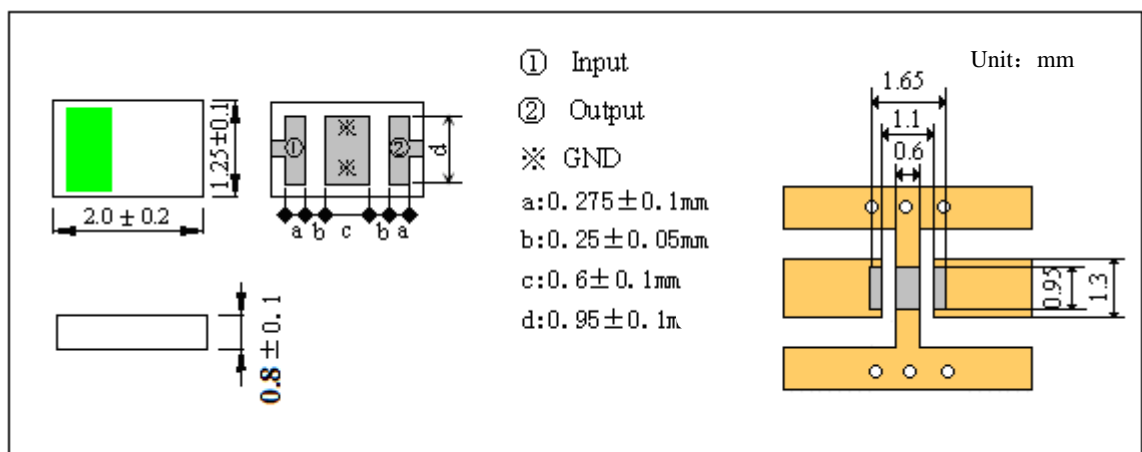 ① Input
② Output
※ GND
a:0.275±0.1mm
b:0.25±0.05mm
c:0.6±0.1mm
d:0.95±0.1m
Unit: mm
1.25±0.1
2.0 ± 0.2
① ※ ※ ②
d
a b c b a
0.8 ± 0.1
1.65
1.1
0.6
0.95
1.3